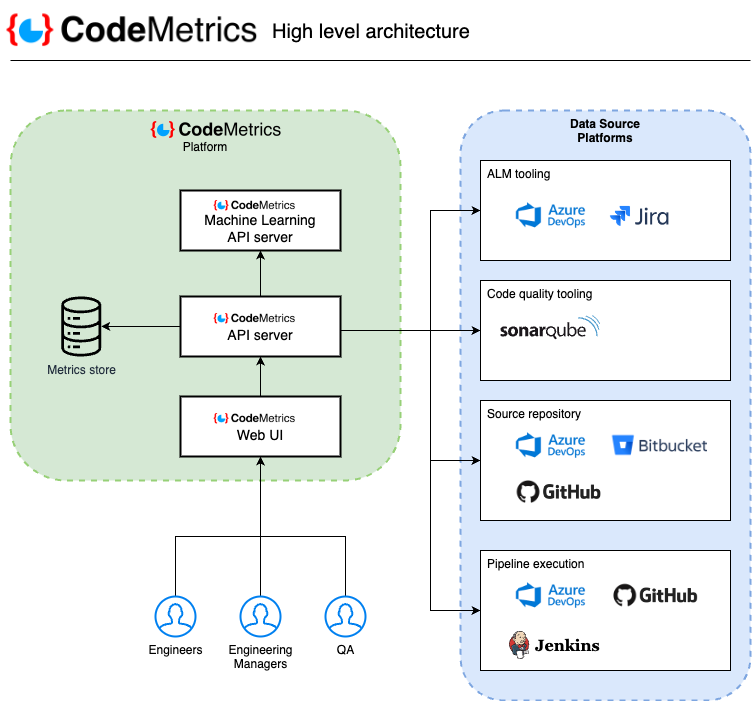 {} CodeMetrics High level architecture
{} CodeMetrics
Platform
{} CodeMetrics
Machine Learning
API server
{} CodeMetrics
API server
Metrics store
{} CodeMetrics
Web UI
Engineers
Engineering
Managers
QA
Data Source
Platforms
ALM tooling
Azure
DevOps
Jira
Code quality tooling
sonarqube
Source repository
Azure
DevOps
Bitbucket
GitHub
Pipeline execution
Azure
DevOps
GitHub
Jenkins